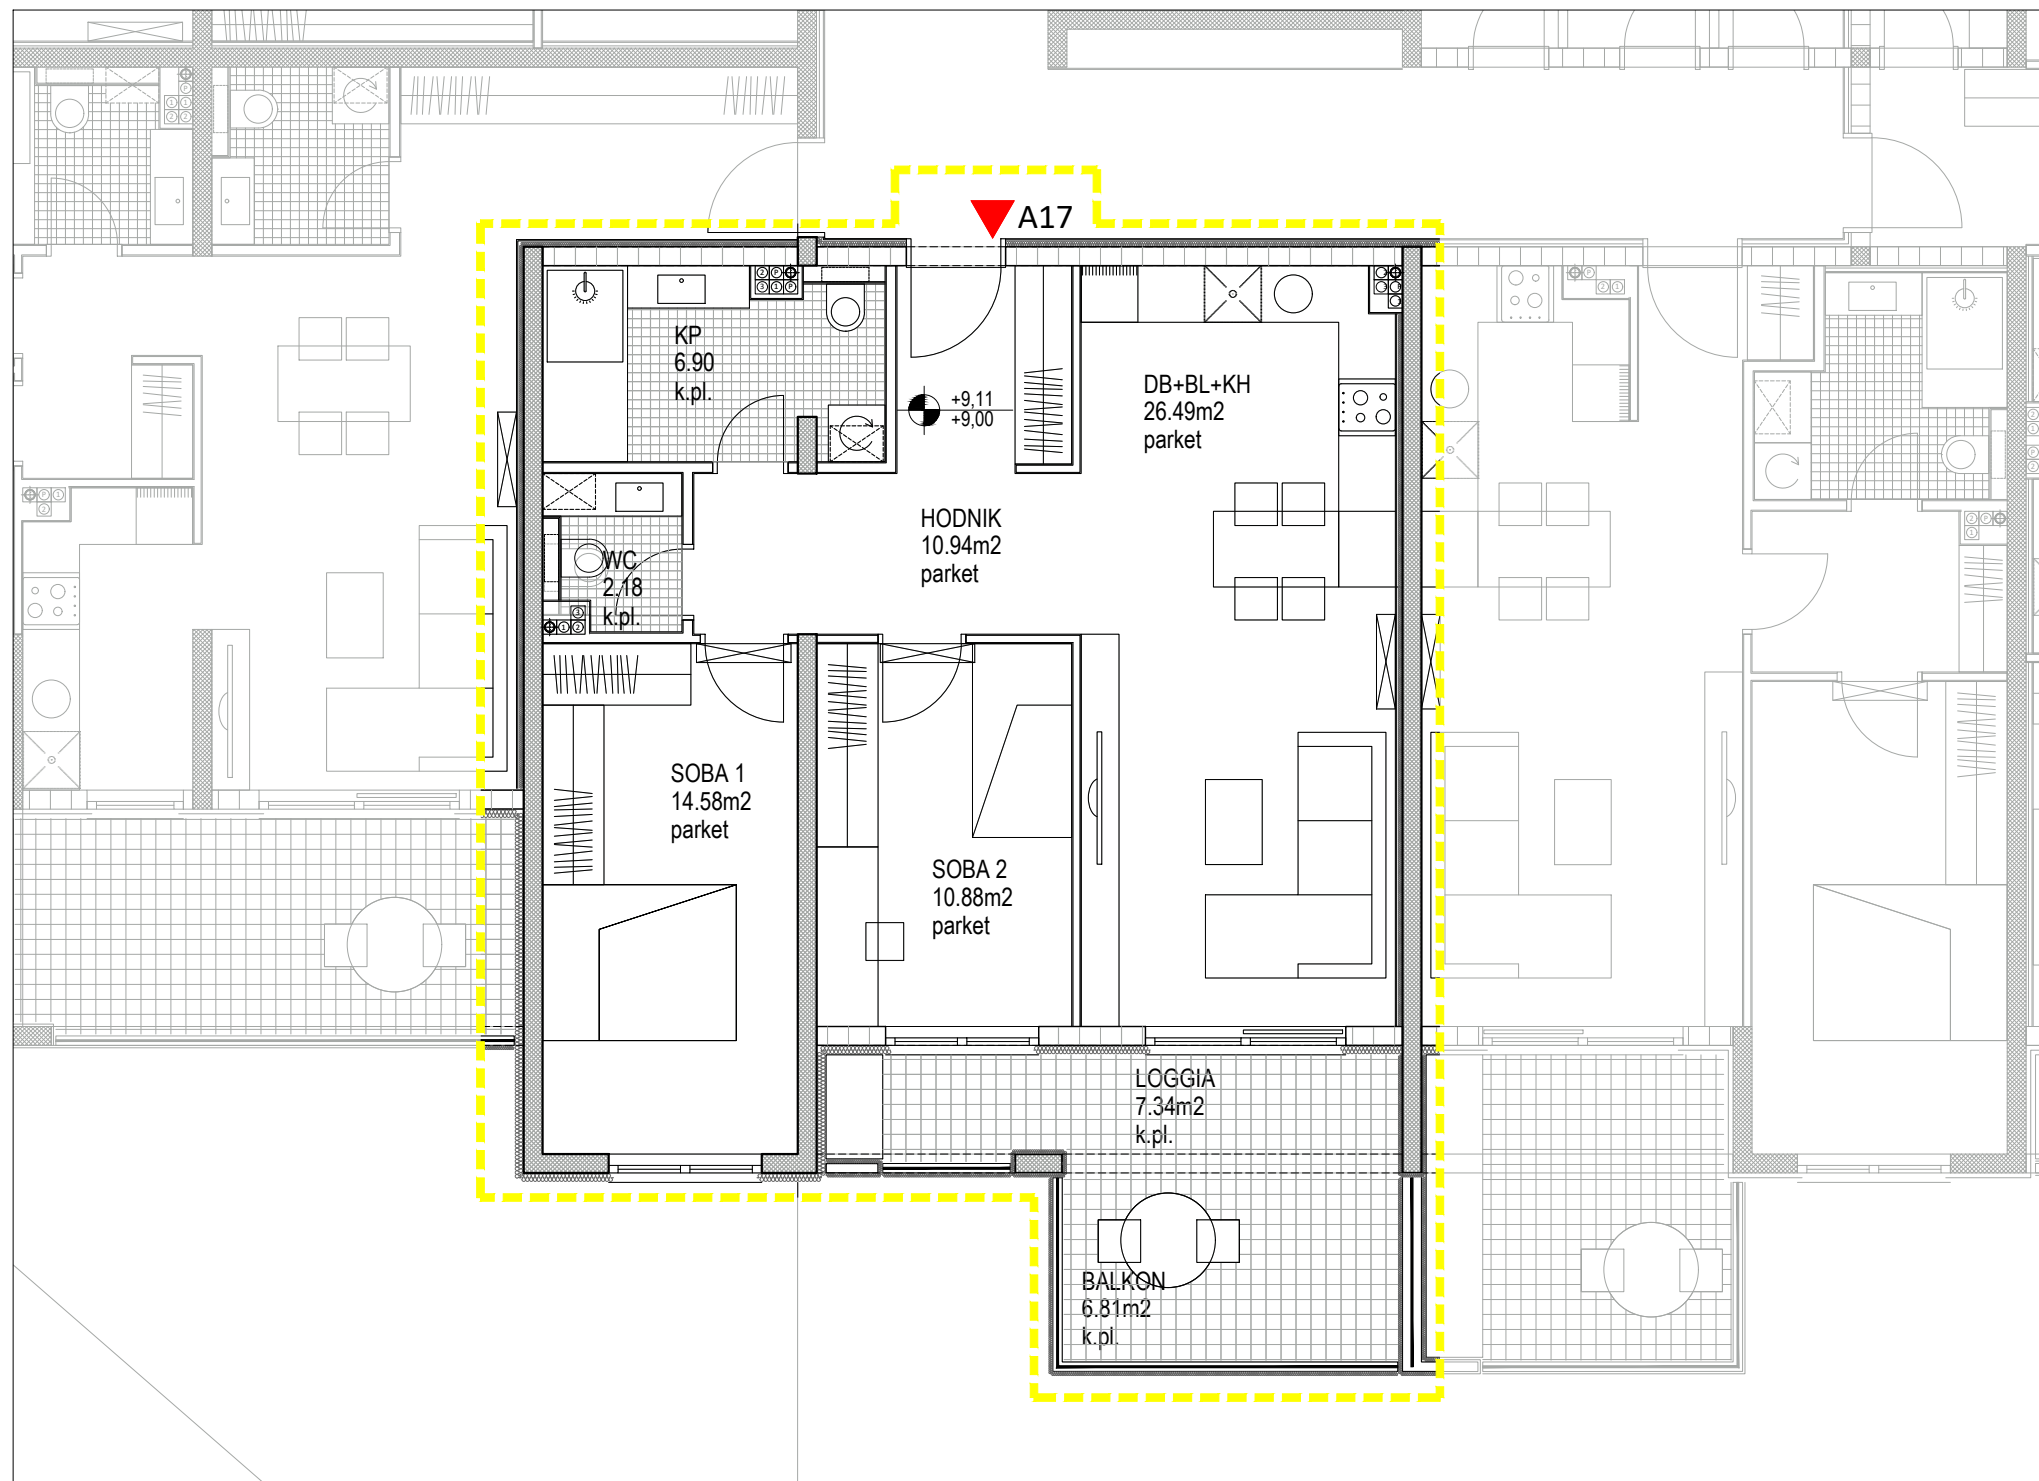 A17
KP
6.90
k.pl.
+9,11
+9,00
DB+BL+KH
26.49m2
parket
HODNIK
10.94m2
parket
WC
2.18
k.pl.
SOBA 1
14.58m2
parket
SOBA 2
10.88m2
parket
LOGGIA
7.34m2
k.pl.
BALKON
6.81m2
k.pl.